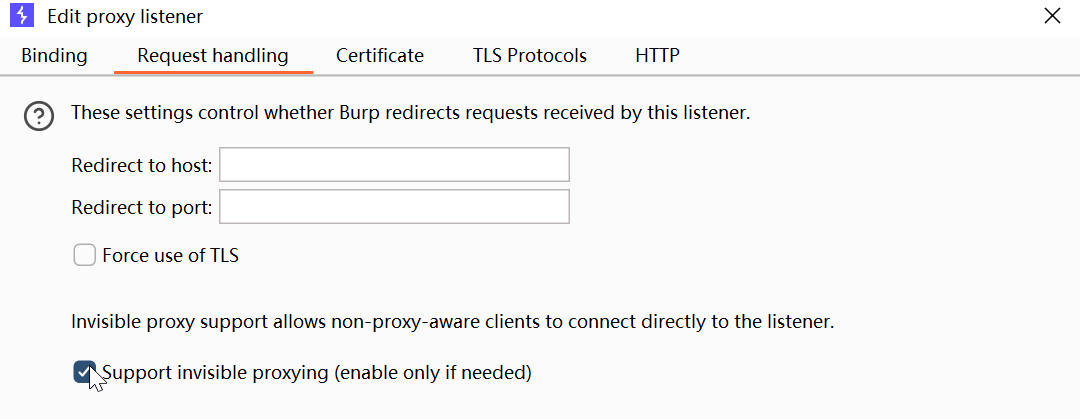 Edit proxy listener
Binding Request handling Certificate TLS Protocols HTTP
These settings control whether Burp redirects requests received by this listener.
Redirect to host:
Redirect to port:
Force use of TLS
Invisible proxy support allows non-proxy-aware clients to connect directly to the listener.
Support invisible proxying (enable only if needed)